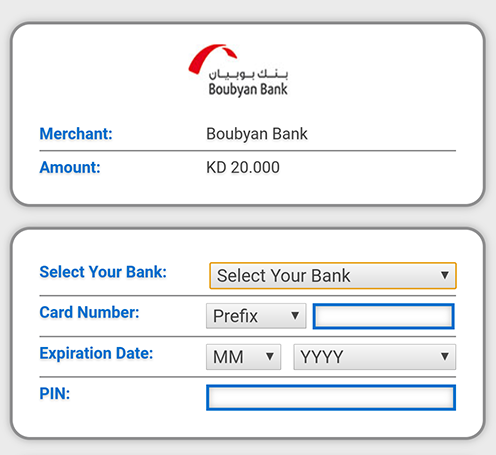 بنك بوبيان
Boubyan Bank
Merchant: Boubyan Bank
Amount: KD 20.000
Select Your Bank: Select Your Bank
Card Number: Prefix
Expiration Date: MM YYYY
PIN: